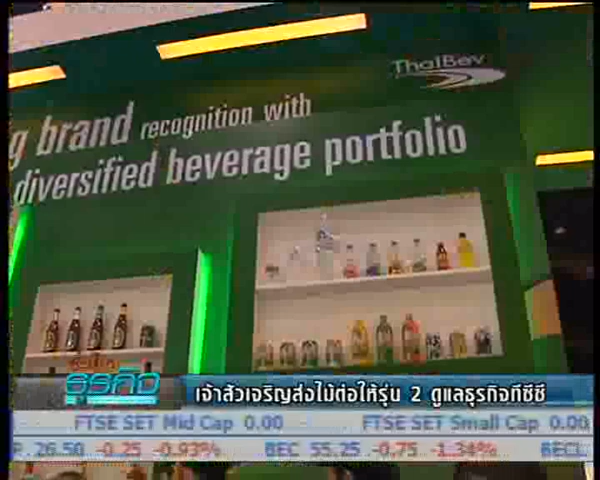 ThaiBev
g brand recognition with
diversified beverage portfolio
ธุรกิจ
เจ้าสัวเจริญส่งไม้ต่อให้รุ่น 2 ดูแลธุรกิจทีซีซี
FTSE SET Mid Cap 0.00 FTSE SET Small Cap 0.00
P. 26.50 -0.25 -0.93% BEC 55.25 -0.75 -1.34% BECL